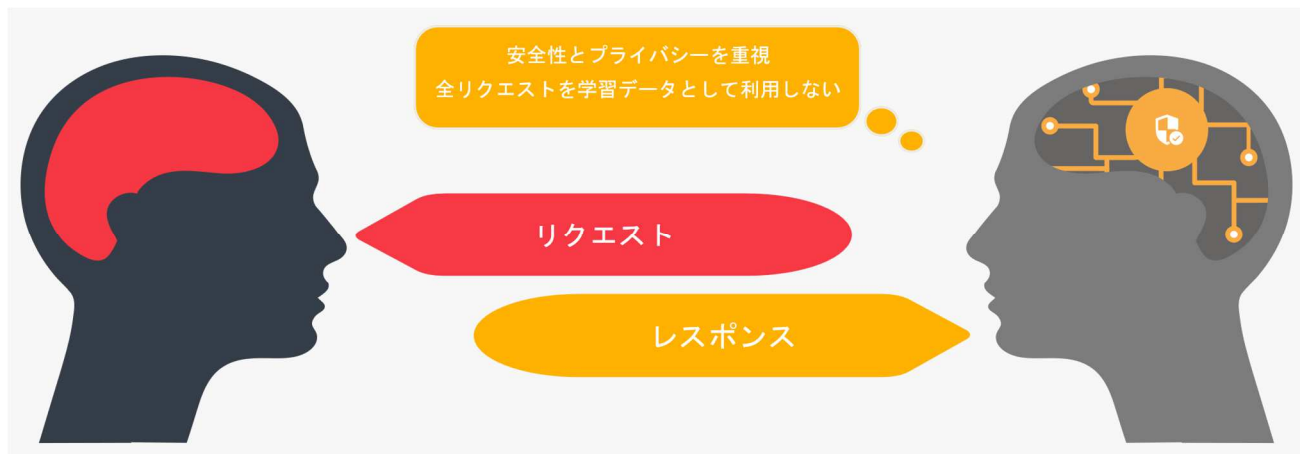 安全性とプライバシーを重視
全リクエストを学習データとして利用しない
リクエスト
レスポンス